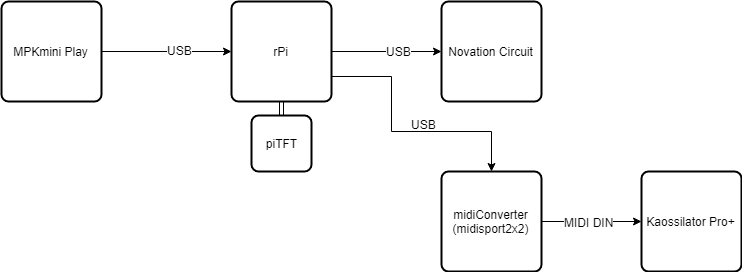 MPKmini Play
USB
rPi
USB
Novation Circuit
piTFT
USB
midiConverter
(midisport2x2)
MIDI DIN
Kaossilator Pro+